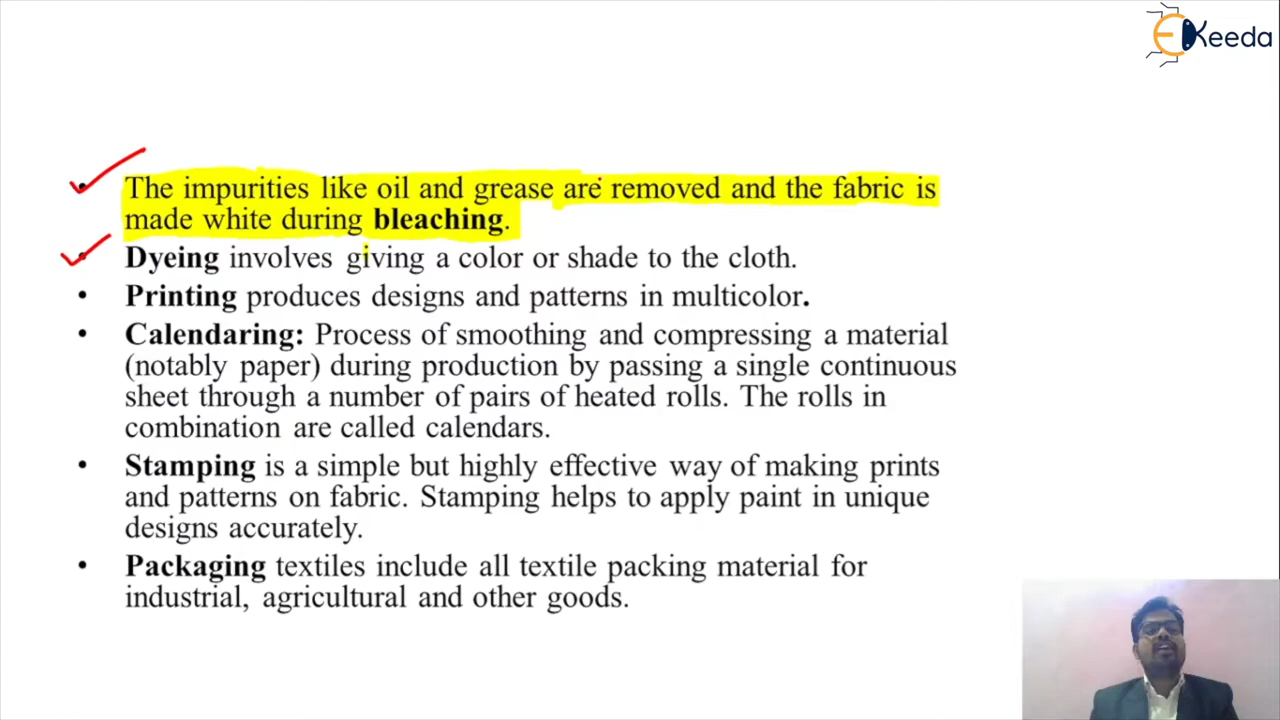 EKeeda
The impurities like oil and grease are removed and the fabric is
made white during bleaching.
Dyeing involves giving a color or shade to the cloth.
Printing produces designs and patterns in multicolor.
Calendaring: Process of smoothing and compressing a material
(notably paper) during production by passing a single continuous
sheet through a number of pairs of heated rolls. The rolls in
combination are called calendars.
Stamping is a simple but highly effective way of making prints
and patterns on fabric. Stamping helps to apply paint in unique
designs accurately.
Packaging textiles include all textile packing material for
industrial, agricultural and other goods.